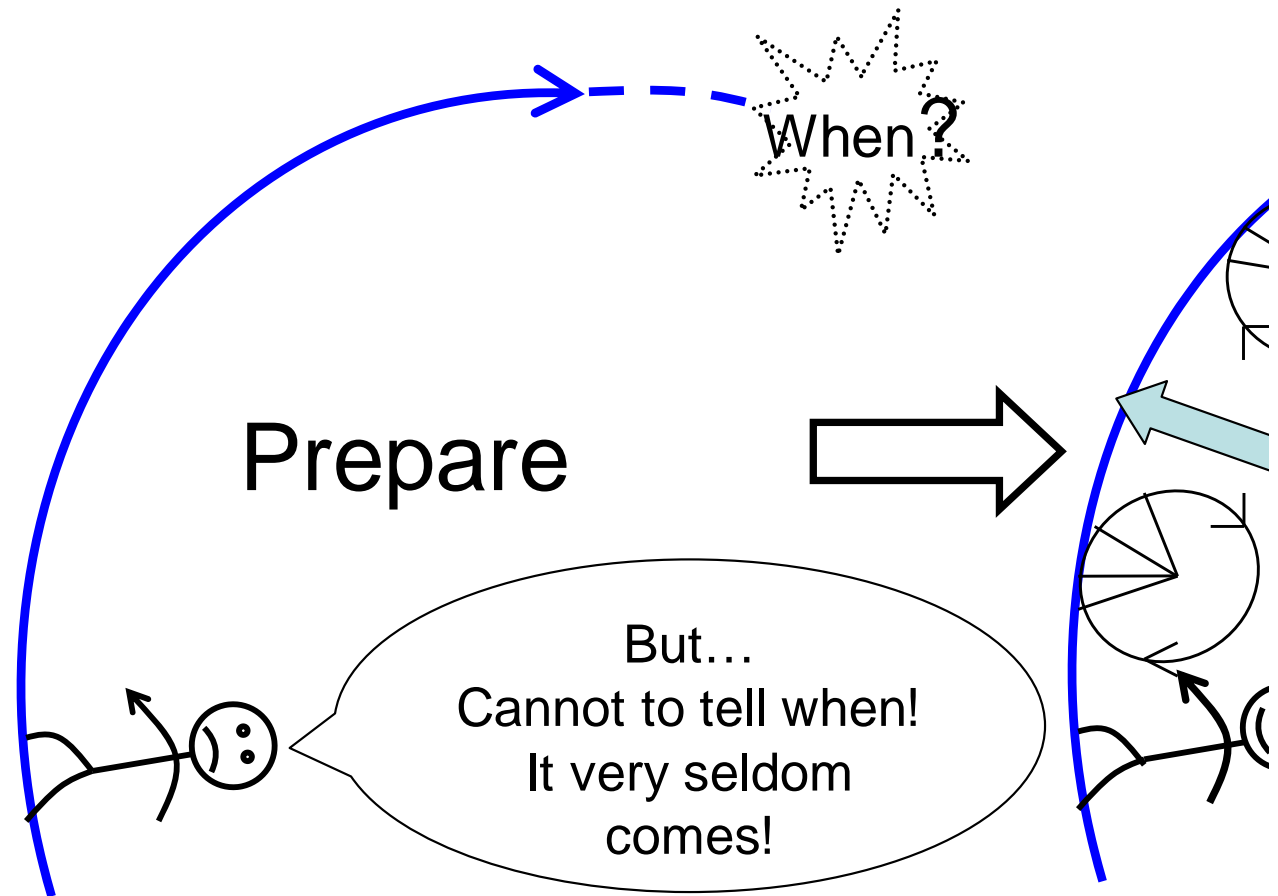 When?
Prepare
But…
Cannot to tell when!
It very seldom
comes!